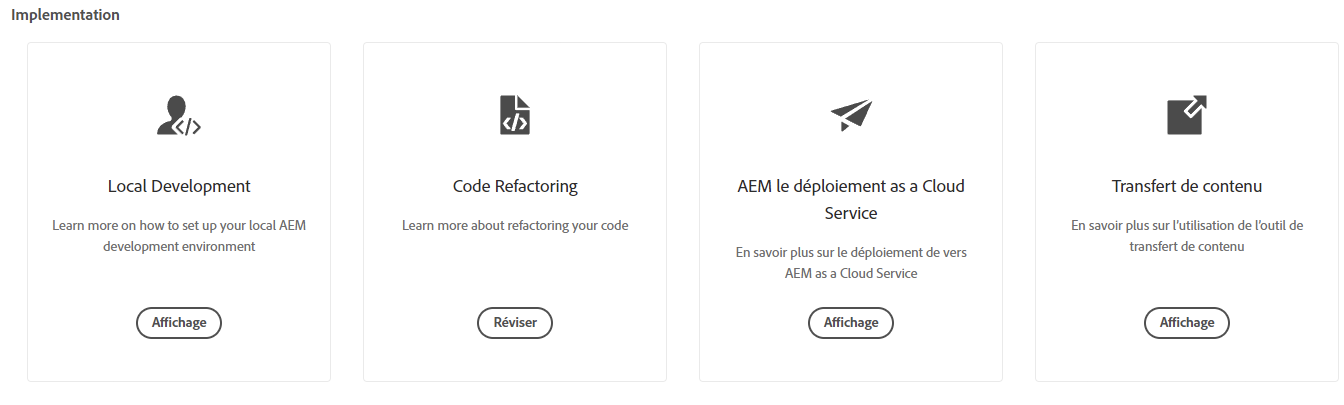 Implementation
Local Development
Learn more on how to set up your local AEM
development environment
Affichage
Code Refactoring
Learn more about refactoring your code
Réviser
AEM le déploiement as a Cloud
Service
En savoir plus sur le déploiement de vers
AEM as a Cloud Service
Affichage
Transfert de contenu
En savoir plus sur l'utilisation de l'outil de
transfert de contenu
Affichage